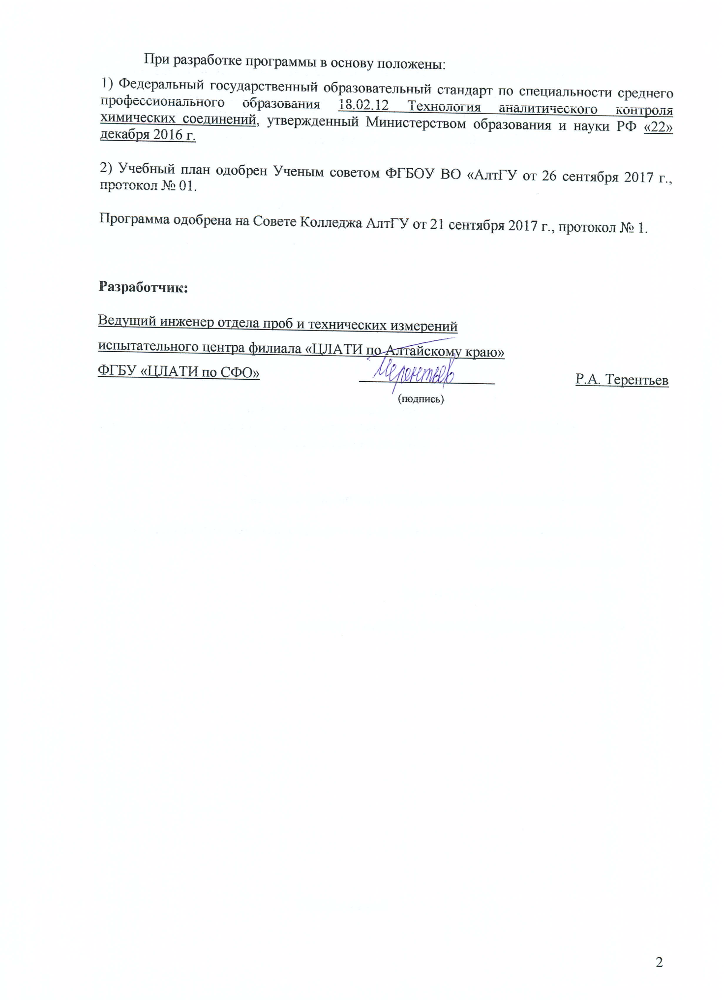 При разработке программы в основу положены:
1) Федеральный государственный образовательный стандарт по специальности среднего
профессионального образования 18.02.12 Технология аналитического контроля
химических соединений, утвержденный Министерством образования и науки РФ «22»
декабря 2016 г.
2) Учебный план одобрен Ученым советом ФГБОУ ВО «АлтГУ от 26 сентября 2017 г.,
протокол № 01.
Программа одобрена на Совете Колледжа АлтГУ от 21 сентября 2017 г., протокол № 1.
Разработчик:
Ведущий инженер отдела проб и технических измерений
испытательного центра филиала «ЦЛАТИ по Алтайскому краю»
ФГБУ «ЦЛАТИ по СФО» Терентьев Р.А. Терентьев
(подпись)
2